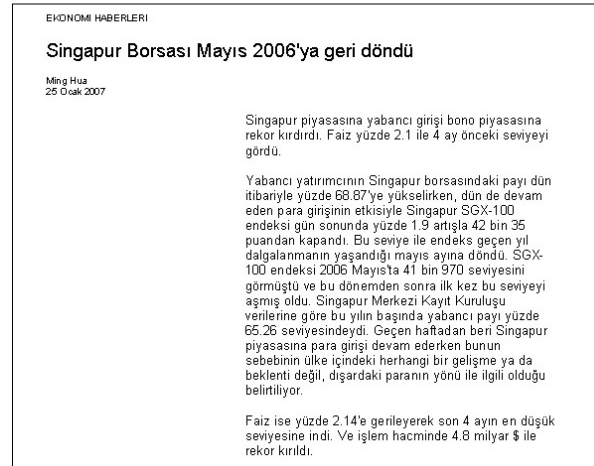 EKONOMI HABERLERI
Singapur Borsası Mayıs 2006'ya geri döndü
Ming Hua
25 Ocak 2007
Singapur piyasasına yabancı girişi bono piyasasına
rekor kırdırdı. Faiz yüzde 2.1 ile 4 ay önceki seviyeyi
gördü.
Yabancı yatırımcının Singapur borsasındaki payı dün
itibariyle yüzde 68.87'ye yükselirken, dün de devam
eden para girişinin etkisiyle Singapur SGX-100
endeksi gün sonunda yüzde 1.9 artışla 42 bin 35
puandan kapandı. Bu seviye ile endeks geçen yıl
dalgalanmanın yaşandığı mayıs ayına döndü. SGX-
100 endeksi 2006 Mayıs'ta 41 bin 970 seviyesini
görmüştü ve bu dönemden sonra ilk kez bu seviyeyi
aşmış oldu. Singapur Merkezi Kayıt Kuruluşu
verilerine göre bu yılın başında yabancı payı yüzde
65.26 seviyesindeydi. Geçen haftadan beri Singapur
piyasasına para girişi devam ederken bunun
sebebinin ülke içindeki herhangi bir gelişme ya da
beklenti değil, dışardaki paranın yönü ile ilgili olduğu
belirtiliyor.
Faiz ise yüzde 2.14'e gerileyerek son 4 ayın en düşük
seviyesine indi. Ve işlem hacminde 4.8 milyar $ ile
rekor kırıldı.